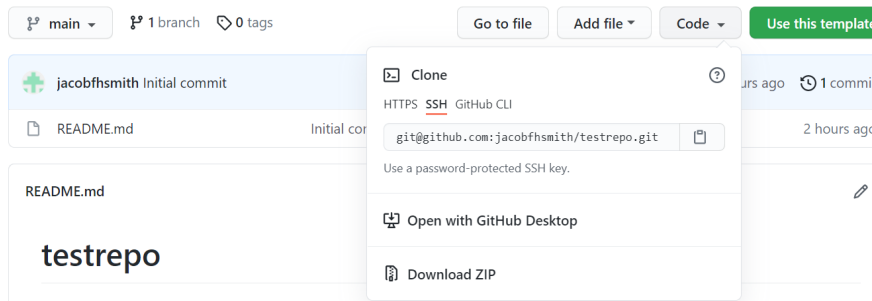 main 1 branch 0 tags Go to file Add file Code Use this template
jacobfhsmith Initial commit urs ago 1 commi
README.md Initial cor 2 hours ago
Clone
HTTPS SSH GitHub CLI
git@github.com:jacobfhsmith/testrepo.git
Use a password-protected SSH key.
Open with GitHub Desktop
Download ZIP
README.md
testrepo